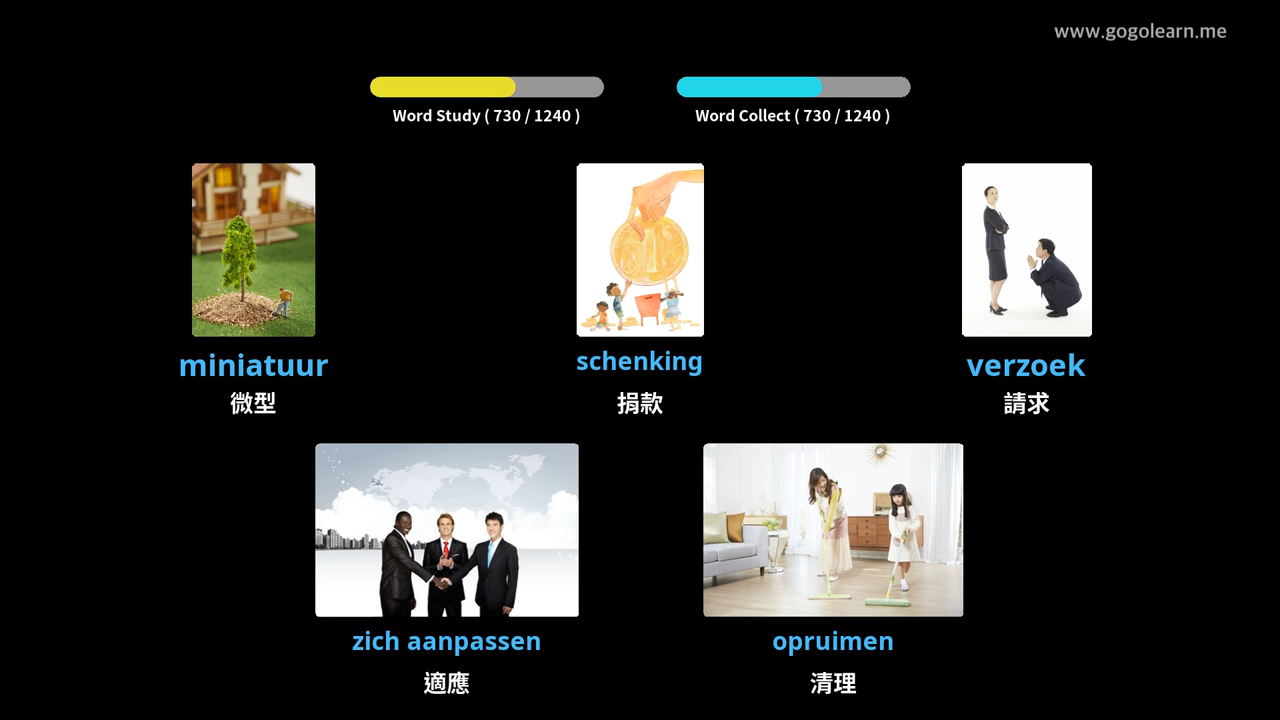 www.gogolearn.me
Word Study ( 730 / 1240 )
Word Collect ( 730 / 1240 )
miniatuur
微型
schenking
捐款
verzoek
請求
zich aanpassen
適應
opruimen
清理